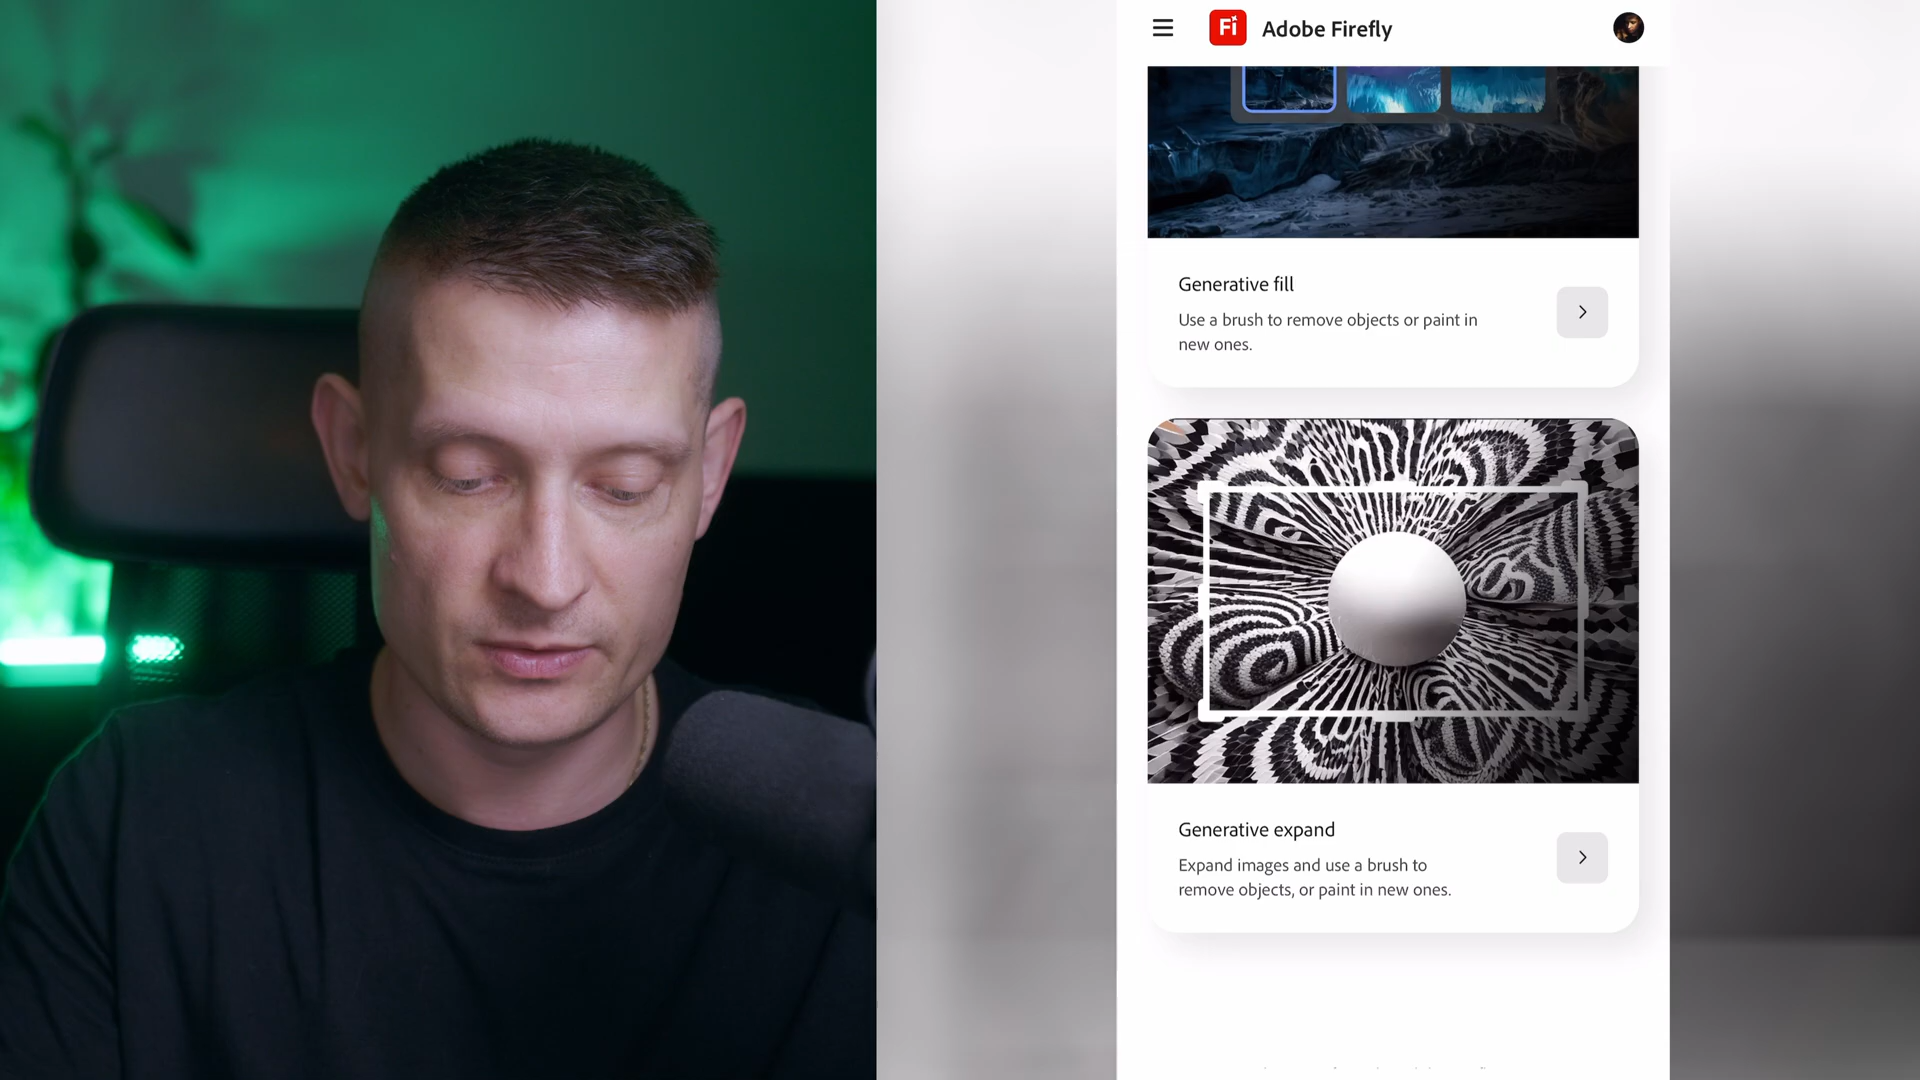 Fi
Adobe Firefly
Generative fill
Use a brush to remove objects or paint in
new ones.
Generative expand
Expand images and use a brush to
remove objects, or paint in new ones.